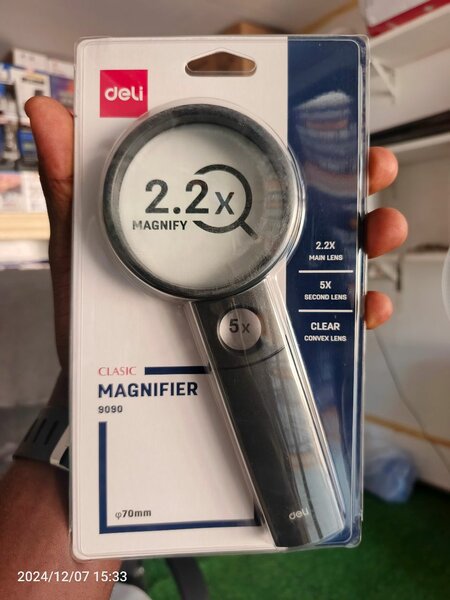 deli
2.2x
MAGNIFY
2.2X
MAIN LENS
5X
SECOND LENS
CLEAR
CONVEX LENS
5x
CLASIC
MAGNIFIER
9090
φ70mm
deli
2024/12/07 15:33